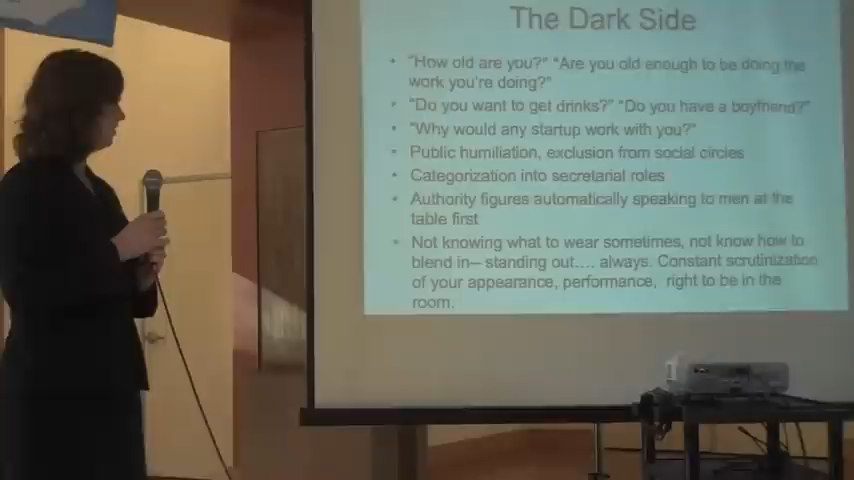 The Dark Side
• "How old are you?" "Are you old enough to be doing the
work you're doing?"
• "Do you want to get drinks?" "Do you have a boyfriend?"
• "Why would any startup work with you?"
• Public humiliation, exclusion from social circles
• Categorization into secretarial roles
• Authority figures automatically speaking to men at the
table first
• Not knowing what to wear sometimes, not know how to
blend in– standing out.... always. Constant scrutinization
of your appearance, performance, right to be in the
room.